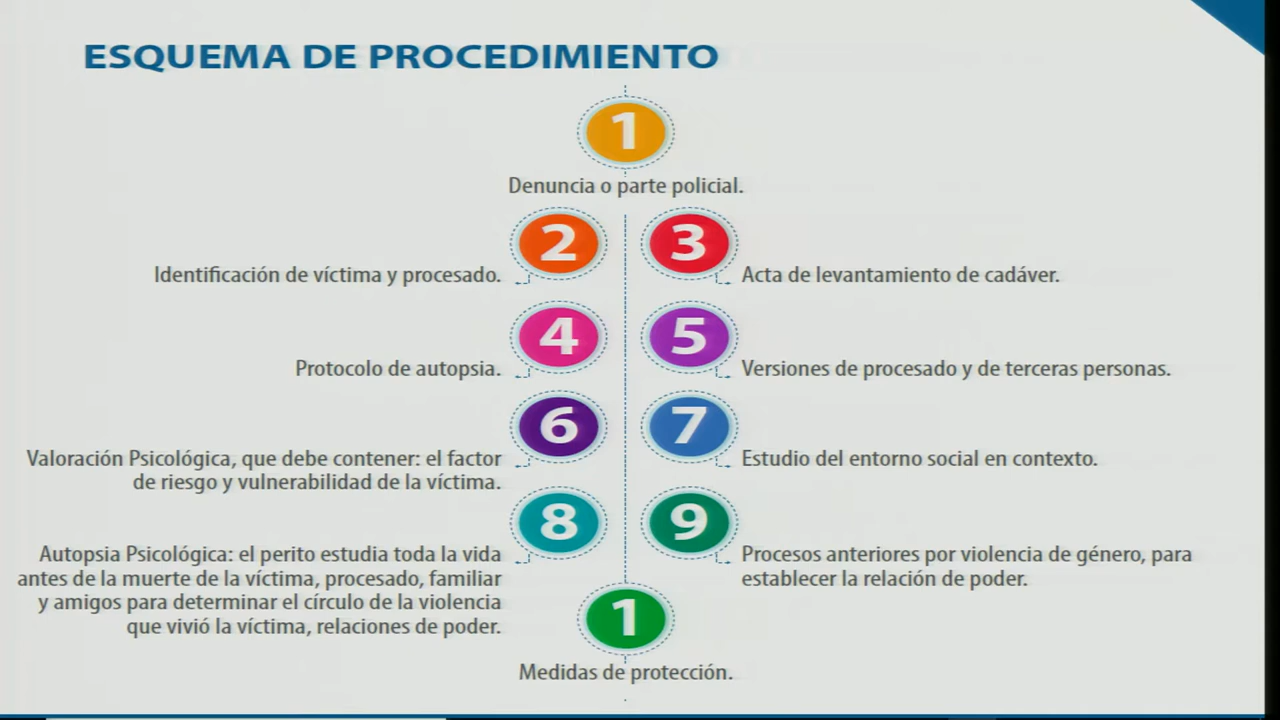 ESQUEMA DE PROCEDIMIENTO
1
Denuncia o parte policial.
2
Identificación de víctima y procesado.
3
Acta de levantamiento de cadáver.
4
Protocolo de autopsia.
5
Versiones de procesado y de terceras personas.
6
Valoración Psicológica, que debe contener: el factor
de riesgo y vulnerabilidad de la víctima.
7
Estudio del entorno social en contexto.
8
Autopsia Psicológica: el perito estudia toda la vida
antes de la muerte de la víctima, procesado, familiar
y amigos para determinar el círculo de la violencia
que vivió la víctima, relaciones de poder.
9
Procesos anteriores por violencia de género, para
establecer la relación de poder.
1
Medidas de protección.